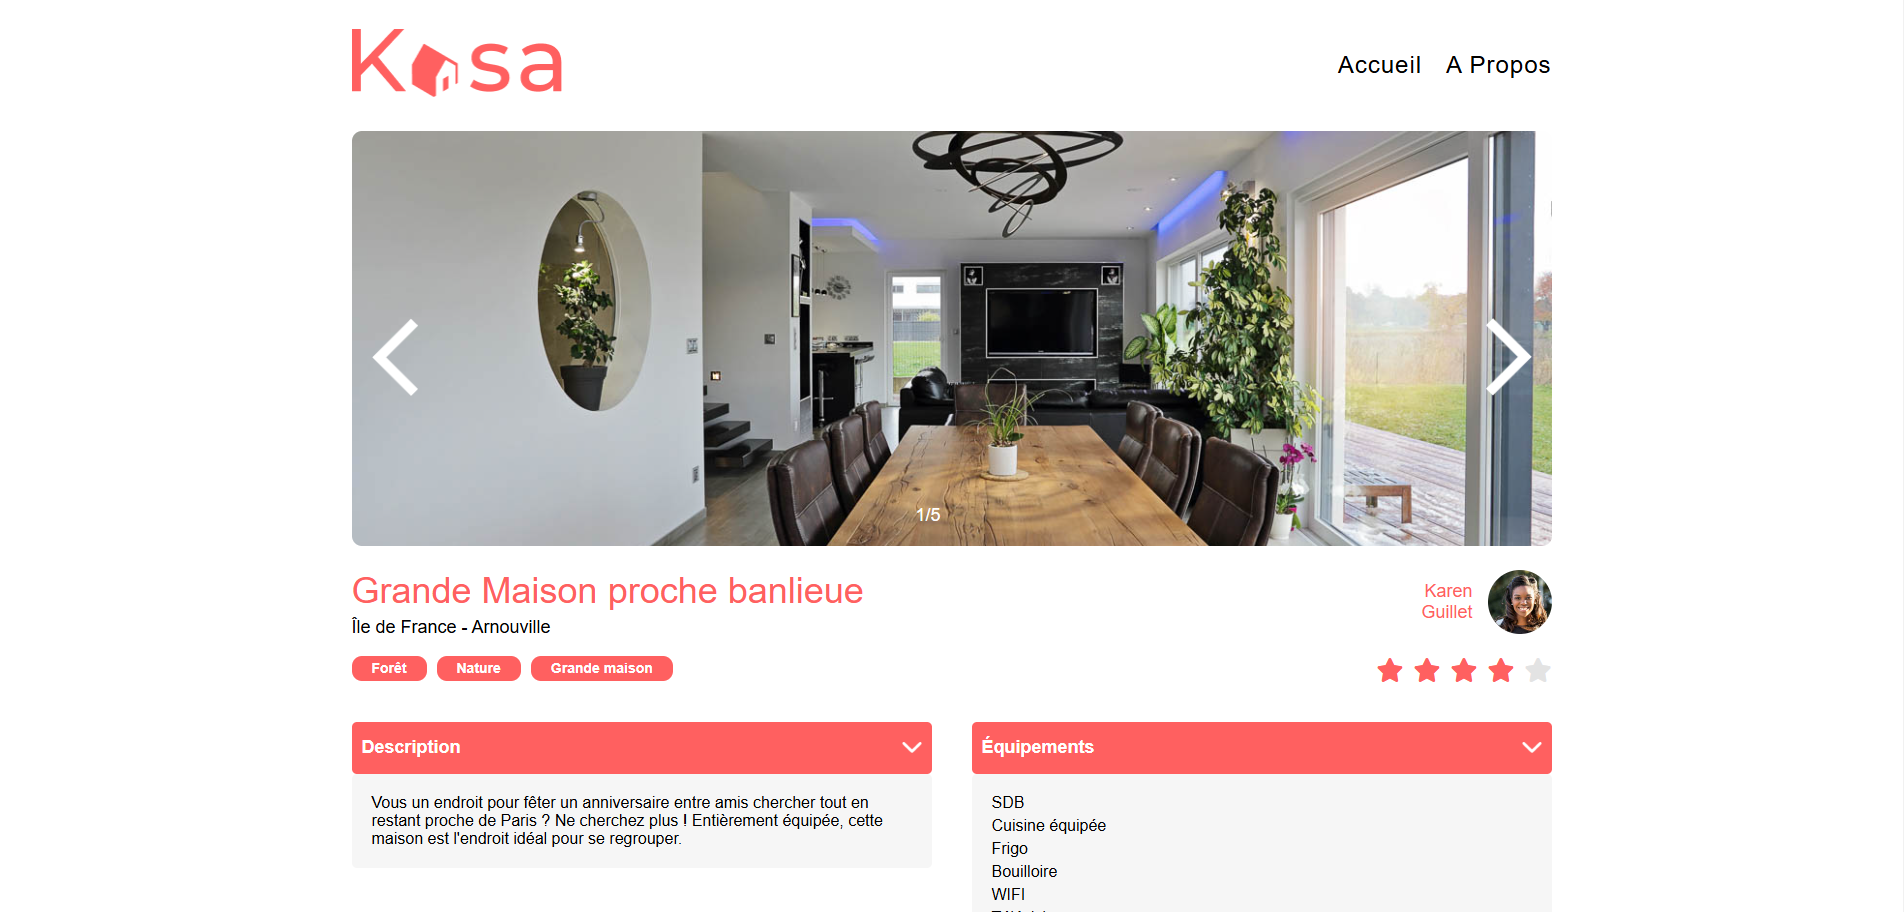 Kasa
Accueil A Propos
1/5
Grande Maison proche banlieue
Île de France - Arnouville
Karen
Guillet
Forêt Nature Grande maison
Description
Vous un endroit pour fêter un anniversaire entre amis chercher tout en
restant proche de Paris ? Ne cherchez plus ! Entièrement équipée, cette
maison est l'endroit idéal pour se regrouper.
Équipements
SDB
Cuisine équipée
Frigo
Bouilloire
WIFI